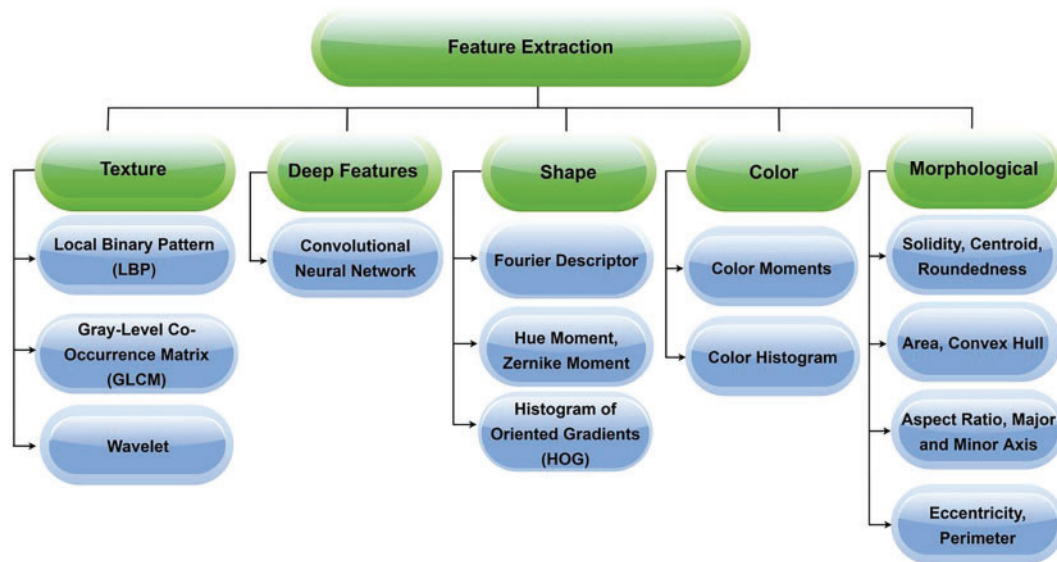 Feature Extraction
Texture
Deep Features
Shape
Color
Morphological
Local Binary Pattern
(LBP)
Gray-Level Co-
Occurrence Matrix
(GLCM)
Wavelet
Convolutional
Neural Network
Fourier Descriptor
Hue Moment,
Zernike Moment
Histogram of
Oriented Gradients
(HOG)
Color Moments
Color Histogram
Solidity, Centroid,
Roundedness
Area, Convex Hull
Aspect Ratio, Major
and Minor Axis
Eccentricity,
Perimeter